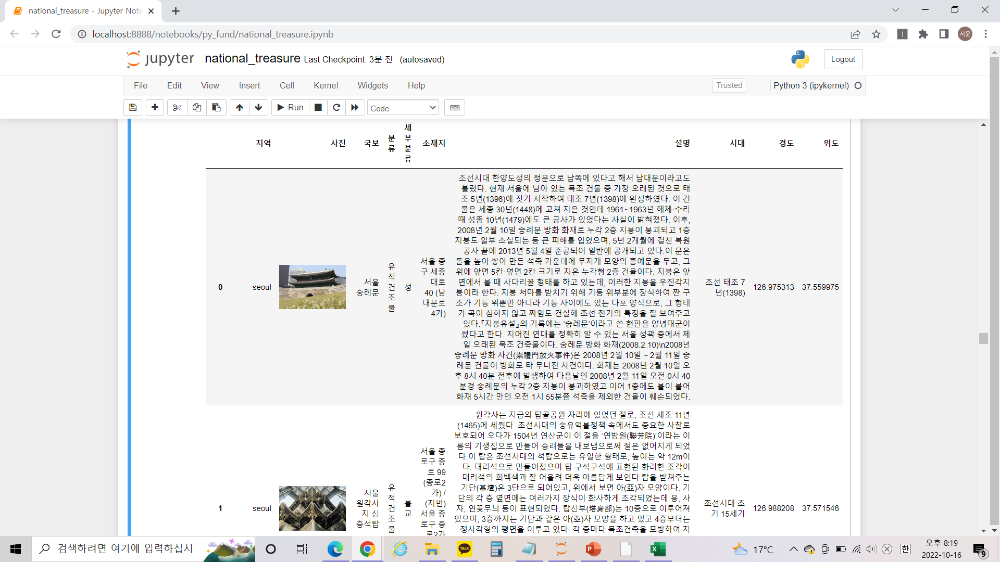 national_treasure - Jupyter Note
localhost:8888/notebooks/py_fund/national_treasure.ipynb
서윤
jupyter national_treasure Last Checkpoint: 3분 전 (autosaved)
Logout
File Edit View Insert Cell Kernel Widgets Help
Trusted
Python 3 (ipykernel)
Run
Code
지역
사진
국보
분
류
세
부
분
류
소재지
설명
시대
경도
위도
0
seoul
서울
숭례문
유
적
건
조
물
성
서울 중
구 세종
대로
40 (남
대문로
4가)
조선시대 한양도성의 정문으로 남쪽에 있다고 해서 남대문이라고도
불렀다. 현재 서울에 남아 있는 목조 건물 중 가장 오래된 것으로 태
조 5년(1396)에 짓기 시작하여 태조 7년(1398)에 완성하였다. 이 건
물은 세종 30년(1448)에 고쳐 지은 것인데 1961~1963년 해체·수리
때 성종 10년(1479)에도 큰 공사가 있었다는 사실이 밝혀졌다. 이후,
2008년 2월 10일 숭례문 방화 화재로 누각 2층 지붕이 붕괴되고 1층
지붕도 일부 소실되는 등 큰 피해를 입었으며, 5년 2개월에 걸친 복원
공사 끝에 2013년 5월 4일 준공되어 일반에 공개되고 있다.이 문은
돌을 높이 쌓아 만든 석축 가운데에 무지개 모양의 홍예문을 두고, 그
위에 앞면 5칸·옆면 2칸 크기로 지은 누각형 2층 건물이다. 지붕은 앞
면에서 볼 때 사다리꼴 형태를 하고 있는데, 이러한 지붕을 우진각지
붕이라 한다. 지붕 처마를 받치기 위해 기둥 위부분에 장식하여 짠 구
조가 기둥 위뿐만 아니라 기둥 사이에도 있는 다포 양식으로, 그 형태
가 곡이 심하지 않고 짜임도 건실해 조선 전기의 특징을 잘 보여주고
있다.『지봉유설』의 기록에는 ‘숭례문’이라고 쓴 현판을 양녕대군이
썼다고 한다. 지어진 연대를 정확히 알 수 있는 서울 성곽 중에서 제
일 오래된 목조 건축물이다. 숭례문 방화 화재(2008.2.10)\n2008년
숭례문 방화 사건(崇禮門放火事件)은 2008년 2월 10일 ~ 2월 11일 숭
례문 건물이 방화로 타 무너진 사건이다. 화재는 2008년 2월 10일 오
후 8시 40분 전후에 발생하여 다음날인 2008년 2월 11일 오전 0시 40
분경 숭례문의 누각 2층 지붕이 붕괴하였고 이어 1층에도 불이 붙어
화재 5시간 만인 오전 1시 55분쯤 석축을 제외한 건물이 훼손되었다.
조선 태조 7
년(1398)
126.975313
37.559975
1
seoul
서울
원각사
지 십
층석탑
유
적
건
조
물
불
교
서울 종
로구 종
로 99
(종로2
가) /
(지번)
서울 종
로구 종
로2가
원각사는 지금의 탑골공원 자리에 있었던 절로, 조선 세조 11년
(1465)에 세웠다. 조선시대의 숭유억불정책 속에서도 중요한 사찰로
보호되어 오다가 1504년 연산군이 이 절을 ‘연방원(聯芳院)’이라는 이
름의 기생집으로 만들어 승려들을 내보냄으로써 절은 없어지게 되었
다.이 탑은 조선시대의 석탑으로는 유일한 형태로, 높이는 약 12m이
다. 대리석으로 만들어졌으며 탑 구석구석에 표현된 화려한 조각이
대리석의 회백색과 잘 어울려 더욱 아름답게 보인다.탑을 받쳐주는
기단(基壇)은 3단으로 되어있고, 위에서 보면 아(亞)자 모양이다. 기
단의 각 층 옆면에는 여러가지 장식이 화사하게 조각되었는데 용, 사
자, 연꽃무늬 등이 표현되었다. 탑신부(塔身部)는 10층으로 이루어져
있으며, 3층까지는 기단과 같은 아(亞)자 모양을 하고 있고 4층부터는
정사각형의 평면을 이루고 있다. 각 층마다 목조건축을 모방하여 지
조선시대 초
기 15세기
126.988208
37.571546
검색하려면 여기에 입력하십시
TALK
17°C
한
오후 8:19
2022-10-16
9